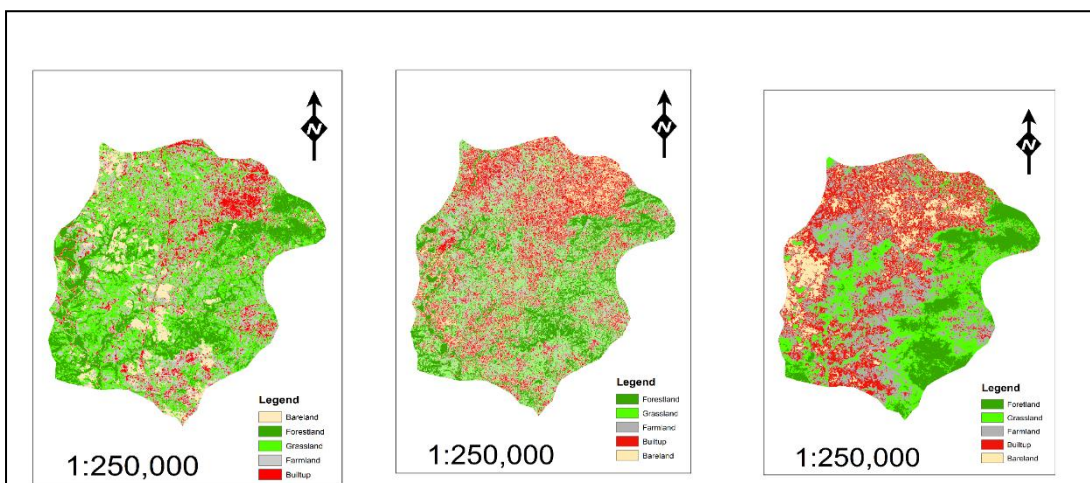 N
Legend
Bareland
Forestland
Grassland
Farmland
Builtup
1:250,000
N
Legend
Forestland
Grassland
Farmland
Builtup
Bareland
1:250,000
N
Legend
Foretland
Grassland
Farmland
Builtup
Bareland
1:250,000